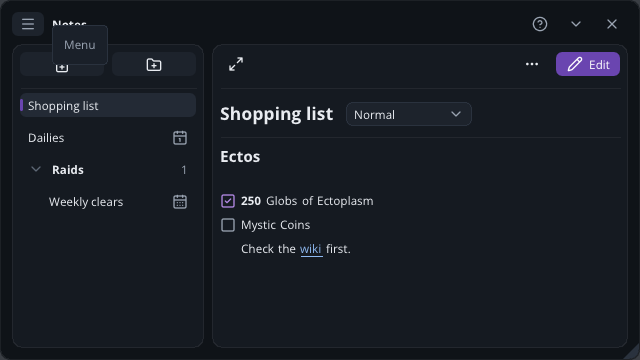 Notes
Menu
Edit
Shopping list
Dailies
Raids 1
Weekly clears
Shopping list
Normal
Ectos
250 Globs of Ectoplasm
Mystic Coins
Check the wiki first.